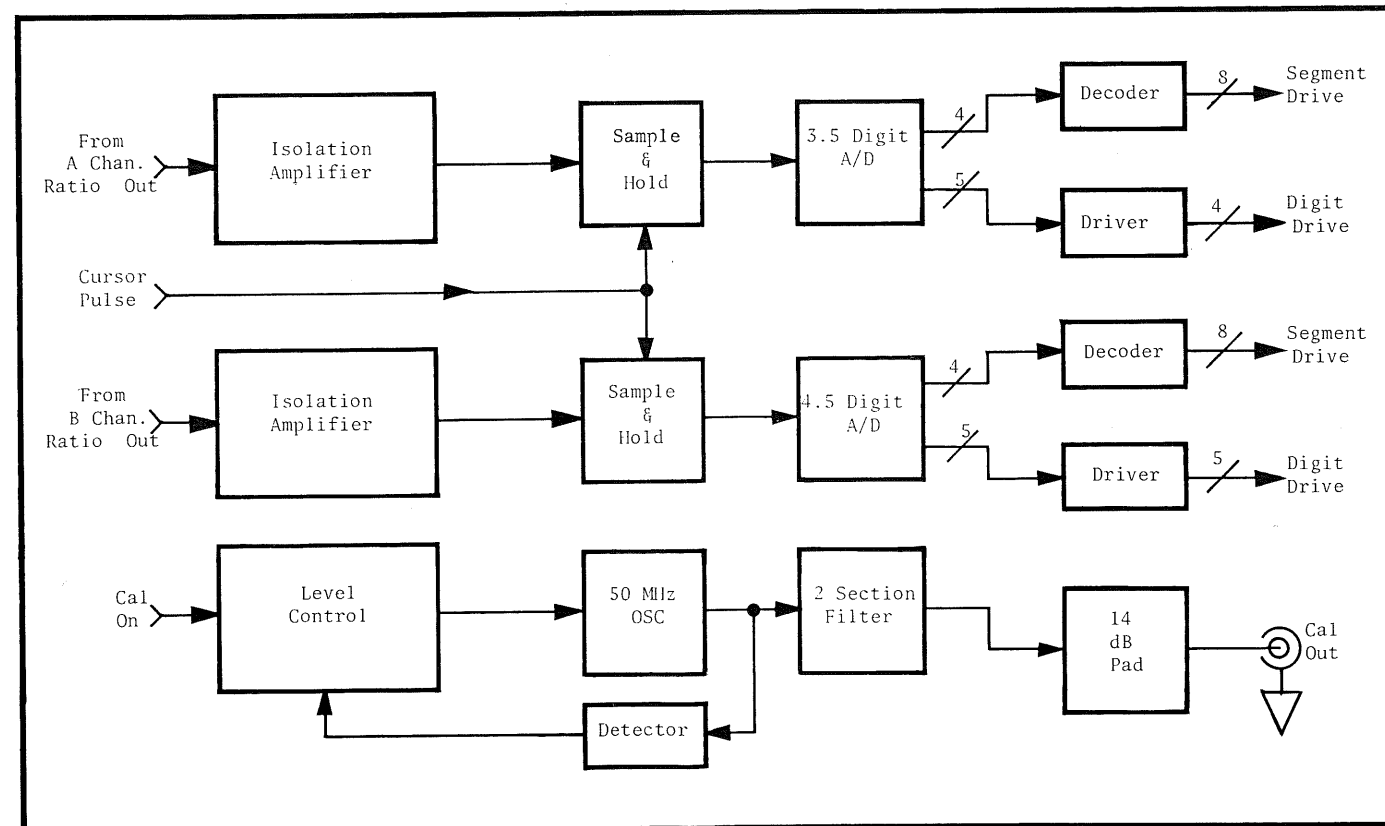 From
A Chan.
Ratio Out
Isolation
Amplifier
Sample
&
Hold
3.5 Digit
A/D
4
5
Decoder
8
Segment
Drive
Driver
4
Digit
Drive
Cursor
Pulse
From
B Chan.
Ratio Out
Isolation
Amplifier
Sample
&
Hold
4.5 Digit
A/D
4
5
Decoder
8
Segment
Drive
Driver
5
Digit
Drive
Cal
On
Level
Control
50 MHz
OSC
2 Section
Filter
14
dB
Pad
Cal
Out
Detector